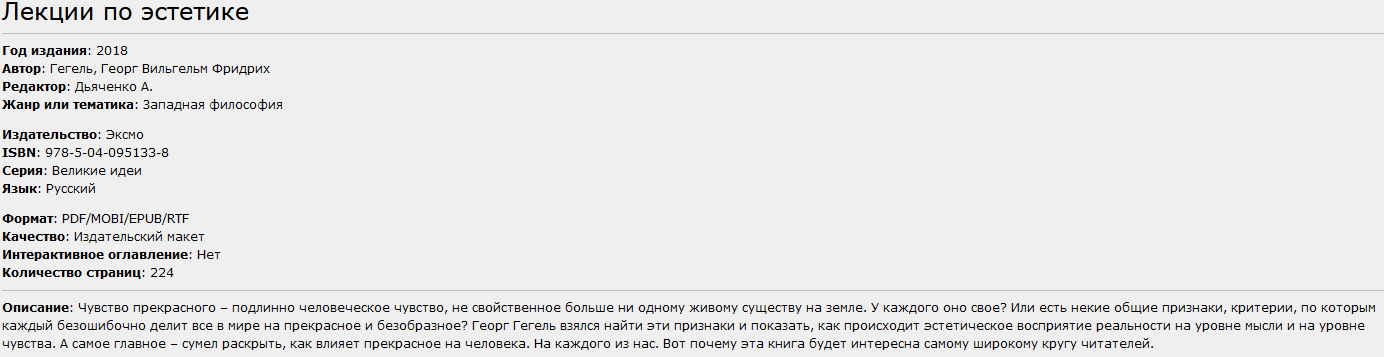 Лекции по эстетике
Год издания: 2018
Автор: Гегель, Георг Вильгельм Фридрих
Редактор: Дьяченко А.
Жанр или тематика: Западная философия
Издательство: Эксмо
ISBN: 978-5-04-095133-8
Серия: Великие идеи
Язык: Русский
Формат: PDF/MOBI/EPUB/RTF
Качество: Издательский макет
Интерактивное оглавление: Нет
Количество страниц: 224
Описание: Чувство прекрасного – подлинно человеческое чувство, не свойственное больше ни одному живому существу на земле. У каждого оно свое? Или есть некие общие признаки, критерии, по которым
каждый безошибочно делит все в мире на прекрасное и безобразное? Георг Гегель взялся найти эти признаки и показать, как происходит эстетическое восприятие реальности на уровне мысли и на уровне
чувства. А самое главное – сумел раскрыть, как влияет прекрасное на человека. На каждого из нас. Вот почему эта книга будет интересна самому широкому кругу читателей.